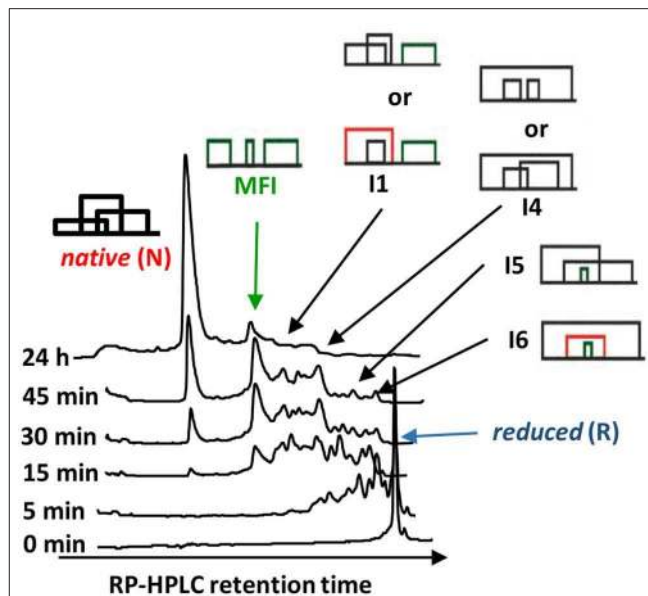 or
or
MFI
I1
I4
native (N)
I5
I6
24 h
45 min
30 min
reduced (R)
15 min
5 min
0 min
RP-HPLC retention time